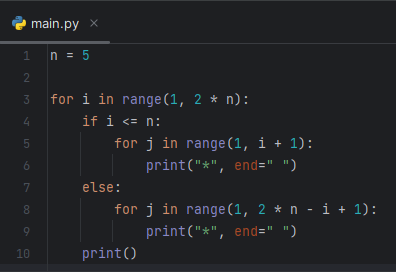 main.py
1 n = 5
2
3 for i in range(1, 2 * n):
4     if i <= n:
5         for j in range(1, i + 1):
6             print("*", end=" ")
7     else:
8         for j in range(1, 2 * n - i + 1):
9             print("*", end=" ")
10     print()